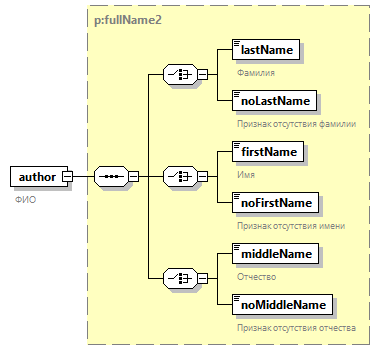 p:fullName2
lastName
Фамилия
noLastName
Признак отсутствия фамилии
author
ФИО
firstName
Имя
noFirstName
Признак отсутствия имени
middleName
Отчество
noMiddleName
Признак отсутствия отчества